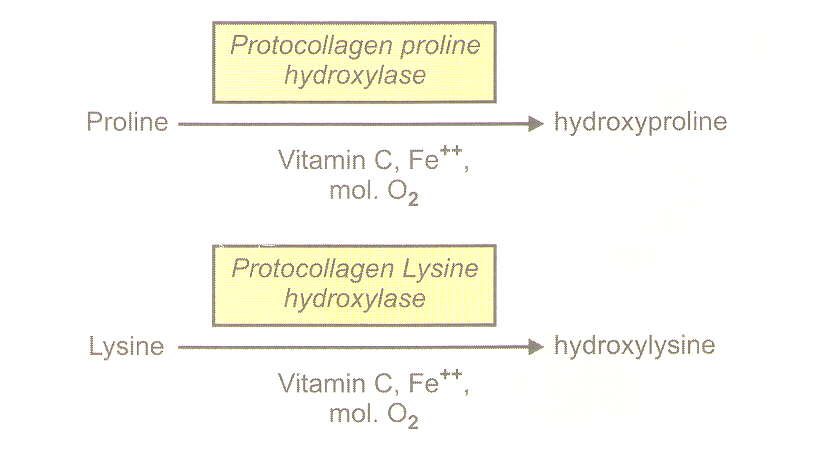 Protocollagen proline
hydroxylase
Proline hydroxyproline
Vitamin C, Fe⁺⁺,
mol. O₂
Protocollagen Lysine
hydroxylase
Lysine hydroxylysine
Vitamin C, Fe⁺⁺,
mol. O₂